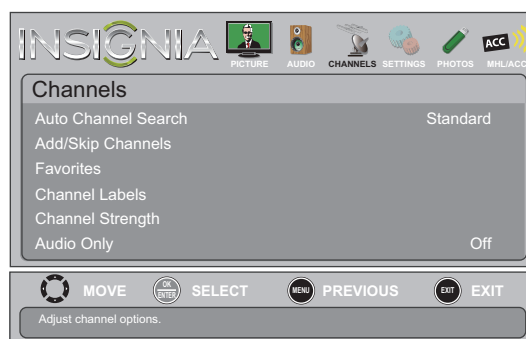 INSIGNIA
PICTURE AUDIO CHANNELS SETTINGS PHOTOS MHL/ACC
ACC
Channels
Auto Channel Search Standard
Add/Skip Channels
Favorites
Channel Labels
Channel Strength
Audio Only Off
MOVE OK ENTER SELECT MENU PREVIOUS EXIT EXIT
Adjust channel options.